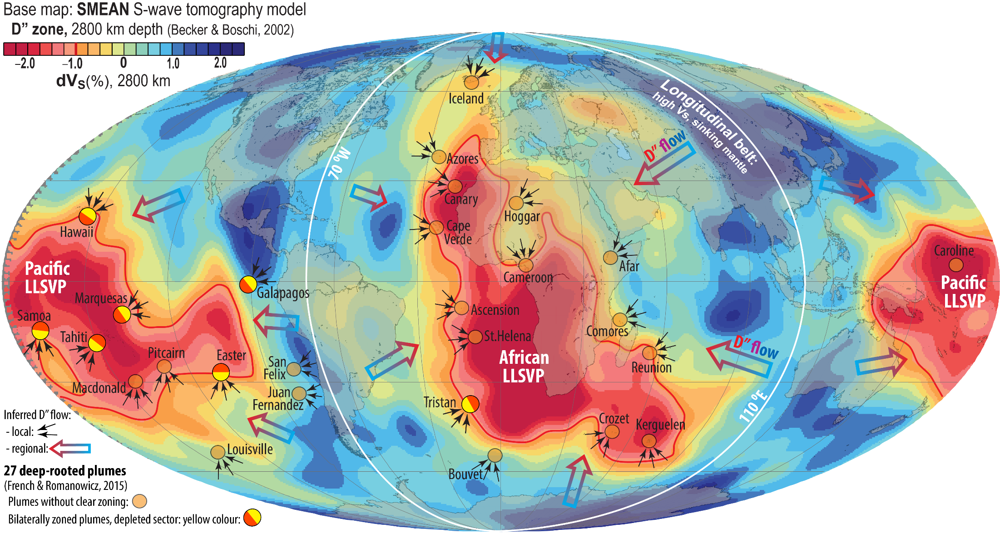 Base map: SMEAN S-wave tomography model
D” zone, 2800 km depth (Becker & Boschi, 2002)
–2.0 –1.0 0 1.0 2.0
dVS(%), 2800 km
Iceland
Longitudinal belt:
high Vs, sinking mantle
70 ºW
D” flow
Azores
Canary
Hoggar
Cape
Verde
Hawaii
Caroline
Pacific
LLSVP
Afar
Cameroon
Pacific
LLSVP
Galapagos
Marquesas
Samoa
Ascension
Comores
Tahiti
St.Helena
D” flow
Pitcairn
Easter
African
LLSVP
San
Felix
Reunion
Macdonald
Juan
Fernandez
Tristan
110 ºE
Crozet
Kerguelen
Louisville
Bouvet
Inferred D” flow:
- local:
- regional:
27 deep-rooted plumes
(French & Romanowicz, 2015)
Plumes without clear zoning:
Bilaterally zoned plumes, depleted sector: yellow colour: